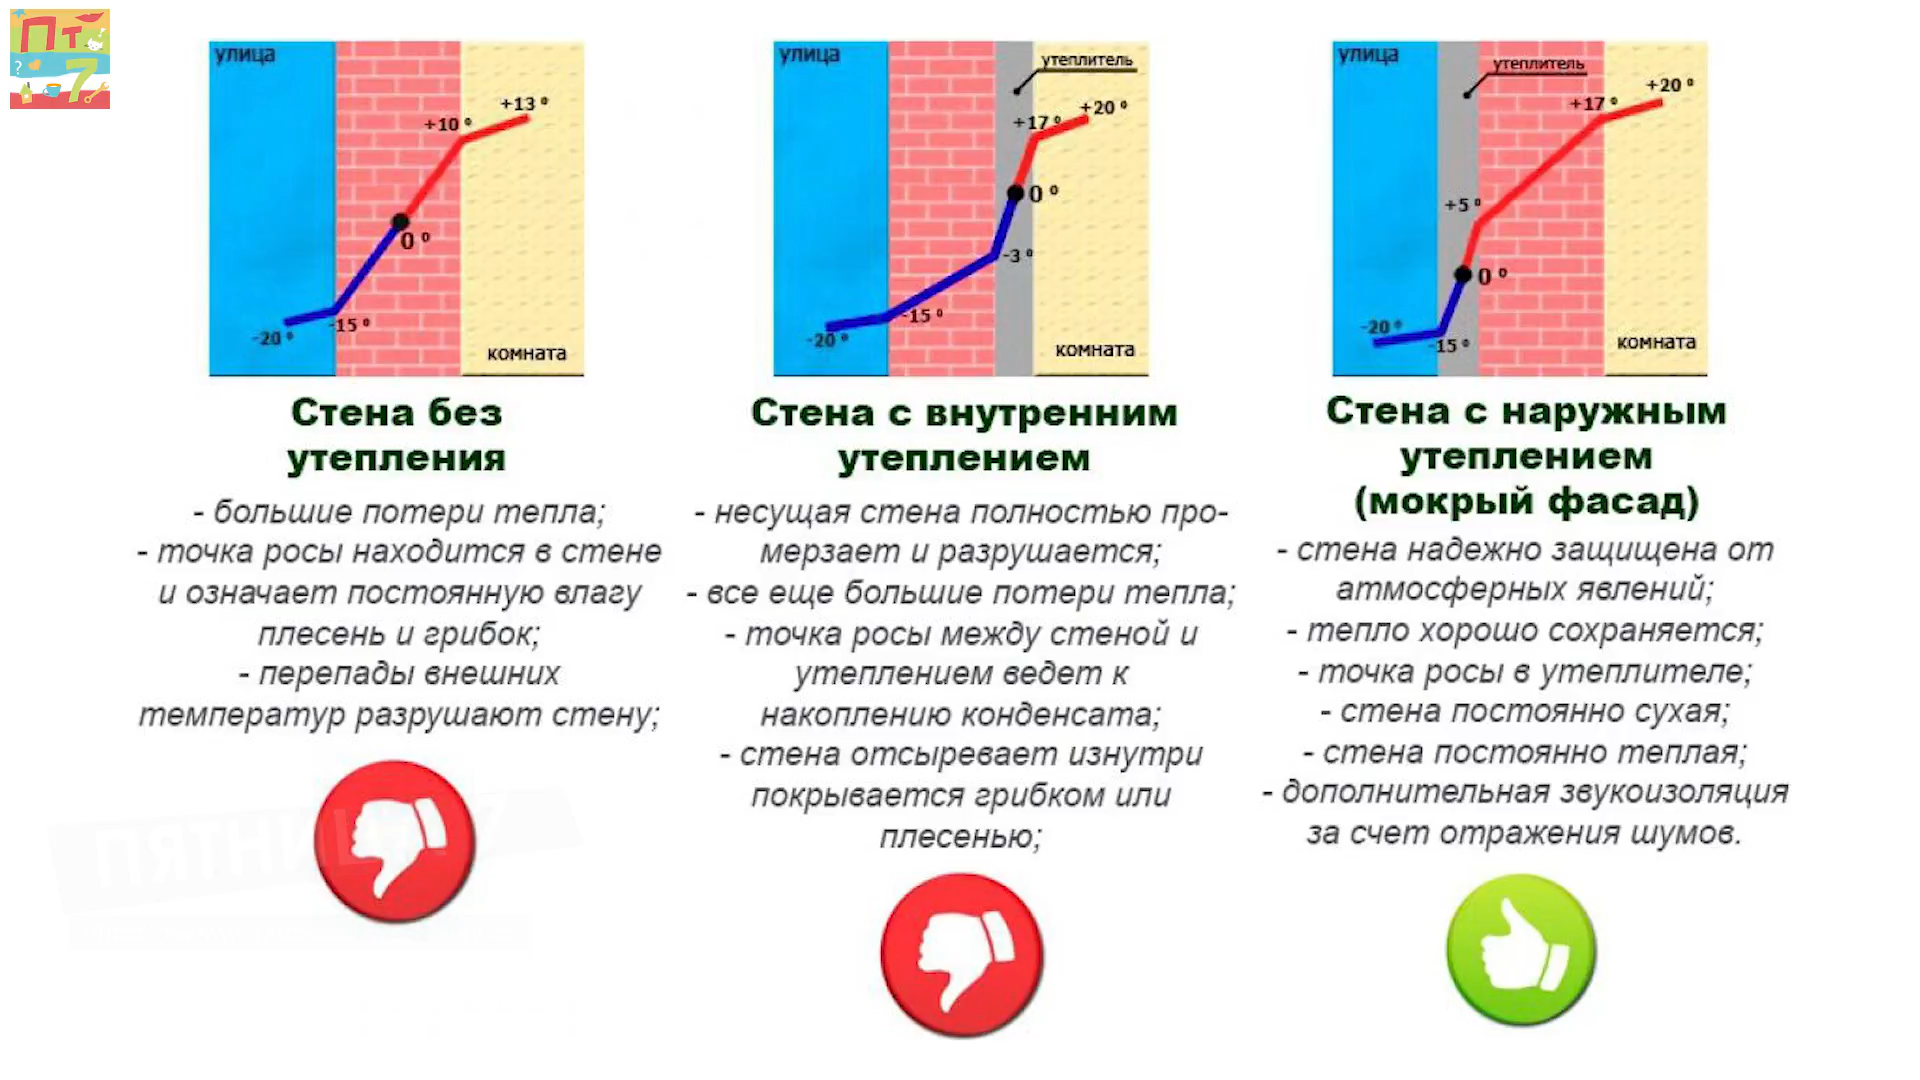 Пт
7
?
улица
+13 º
+10 º
0 º
-15 º
-20 º
комната
Стена без
утепления
- большие потери тепла;
- точка росы находится в стене
и означает постоянную влагу
плесень и грибок;
- перепады внешних
температур разрушают стену;
улица
утеплитель
+20 º
+17 º
0 º
-3 º
-15 º
-20 º
комната
Стена с внутренним
утеплением
- несущая стена полностью про-
мерзает и разрушается;
- все еще большие потери тепла;
- точка росы между стеной и
утеплением ведет к
накоплению конденсата;
- стена отсыревает изнутри
покрывается грибком или
плесенью;
улица
утеплитель
+20 º
+17 º
+5 º
0 º
-20 º
-15 º
комната
Стена с наружным
утеплением
(мокрый фасад)
- стена надежно защищена от
атмосферных явлений;
- тепло хорошо сохраняется;
- точка росы в утеплителе;
- стена постоянно сухая;
- стена постоянно теплая;
- дополнительная звукоизоляция
за счет отражения шумов.